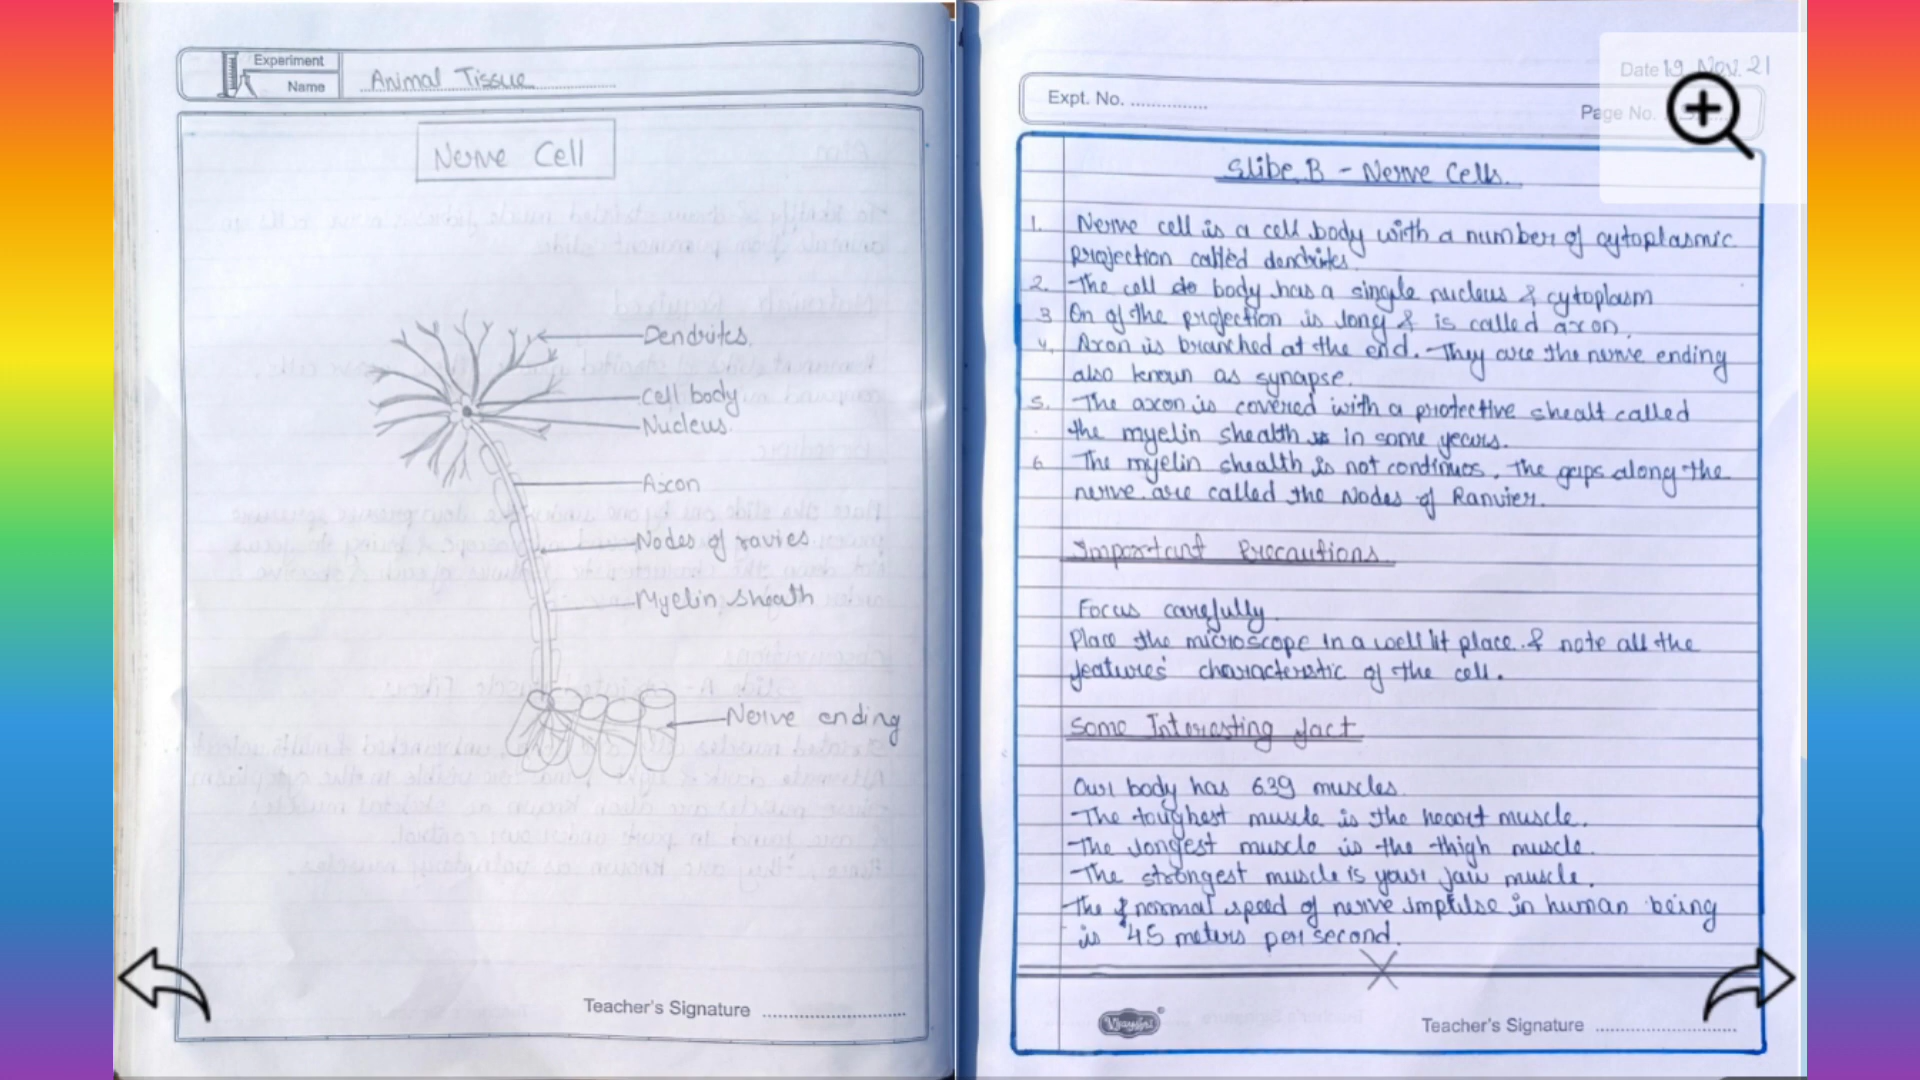 Experiment
Name
Animal Tissue
Nerve Cell
Dendrites
Cell body
Nucleus
Axon
Nodes of ravies
Myelin sheath
Nerve ending
Teacher's Signature
Date 19 Nov. 21
Expt. No.
Page No.
Slibe B - Nerve Cells.
1. Nerve cell is a cell body with a number of cytoplasmic
projection called dendrites.
2. The cell do body has a single nucleus & cytoplasm
3 On of the projection is long & is called axon.
4. Axon is branched at the end. They are the nerve ending
also known as synapse.
5. The axon is covered with a protective shealt called
the myelin shealth is in some years.
6 The myelin shealth is not continuos. The gaps along the
nerve are called the Nodes of Ranvier.
Important Precautions.
Focus carefully.
Place the microscope in a well lit place & note all the
features characteristic of the cell.
Some Interesting fact
Our body has 639 muscles.
The toughest muscle is the heart muscle.
The longest muscle is the thigh muscle.
The strongest muscle is your jaw muscle.
The normal speed of nerve impulse in human being
is 45 meters per second.
Teacher's Signature